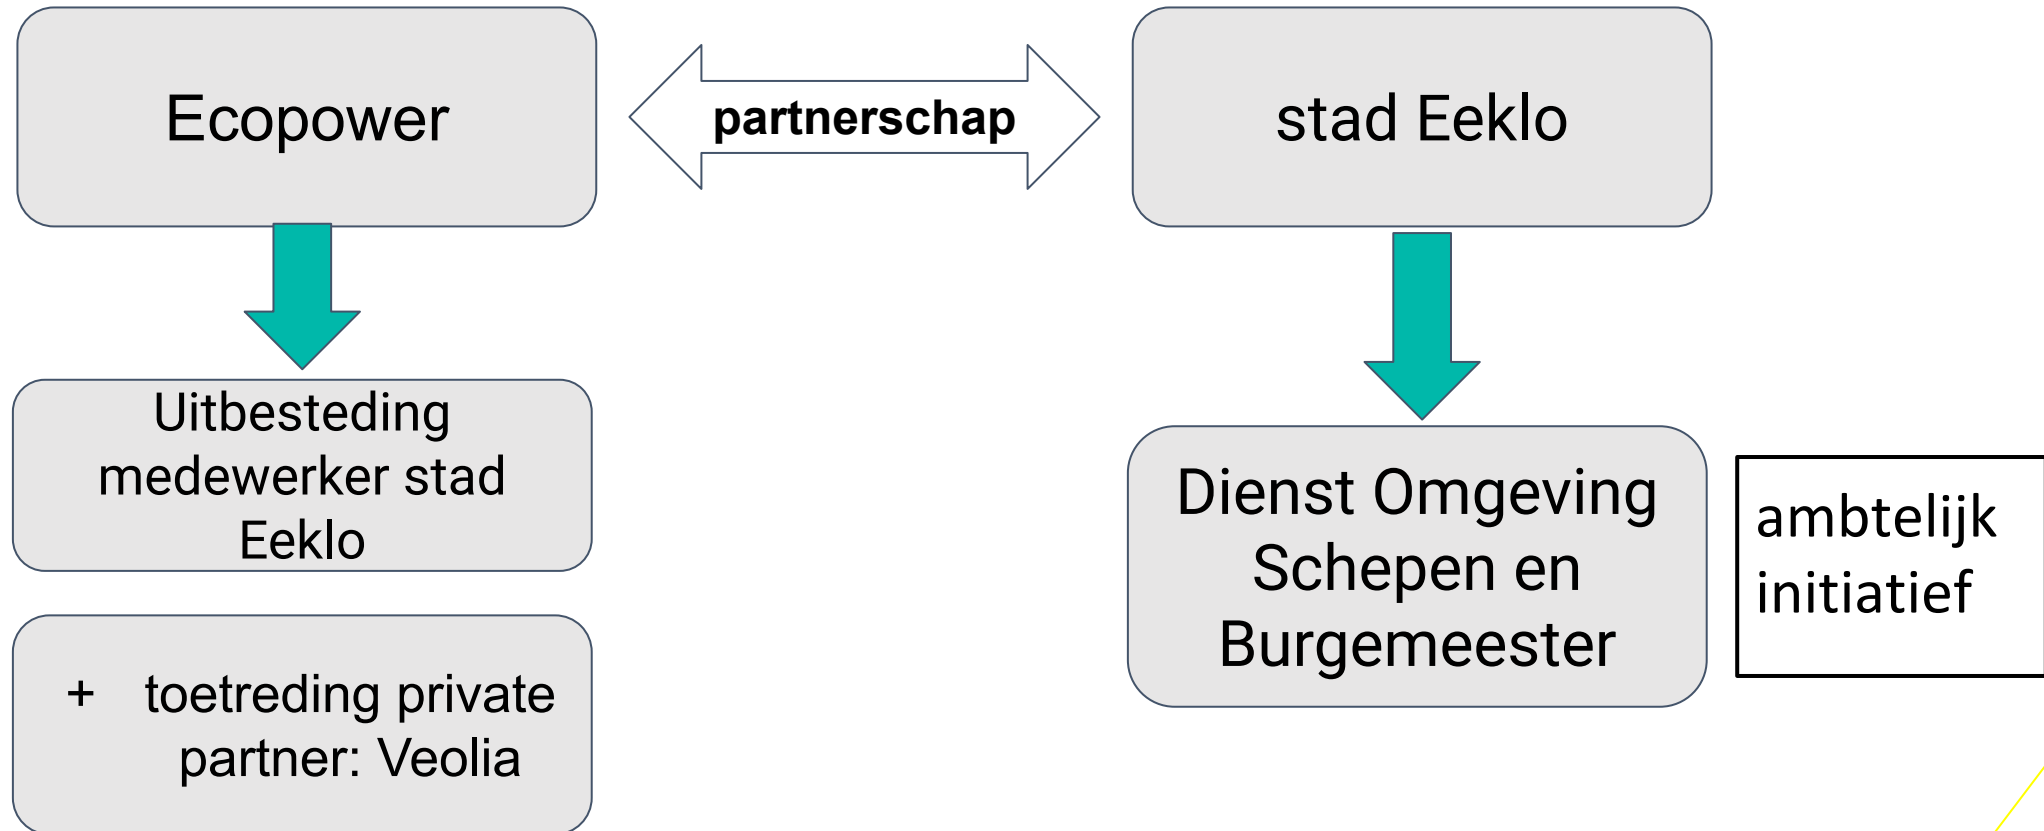 Ecopower
partnerschap
stad Eeklo
Uitbesteding
medewerker stad
Eeklo
+ toetreding private
partner: Veolia
Dienst Omgeving
Schepen en
Burgemeester
ambtelijk
initiatief